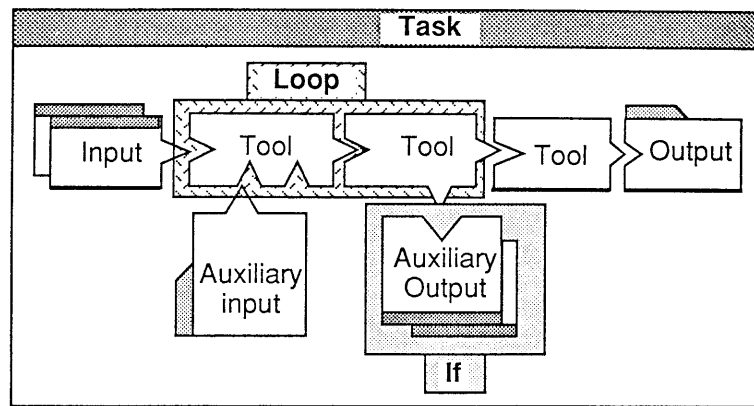 Task
Loop
Input
Tool
Tool
Tool
Output
Auxiliary
input
Auxiliary
Output
If